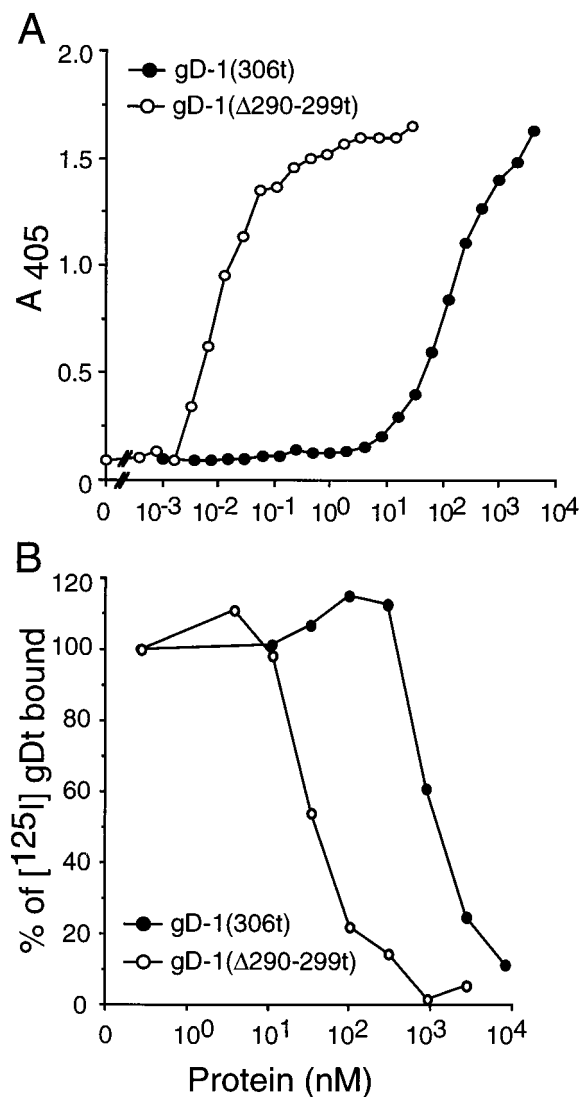 A
gD-1(306t)
gD-1(Δ290-299t)
2.0
1.5
1.0
0.5
0
A 405
0 10-3 10-2 10-1 100 101 102 103 104
B
120
100
80
60
40
20
0
% of [125I] gDt bound
gD-1(306t)
gD-1(Δ290-299t)
0 100 101 102 103 104
Protein (nM)